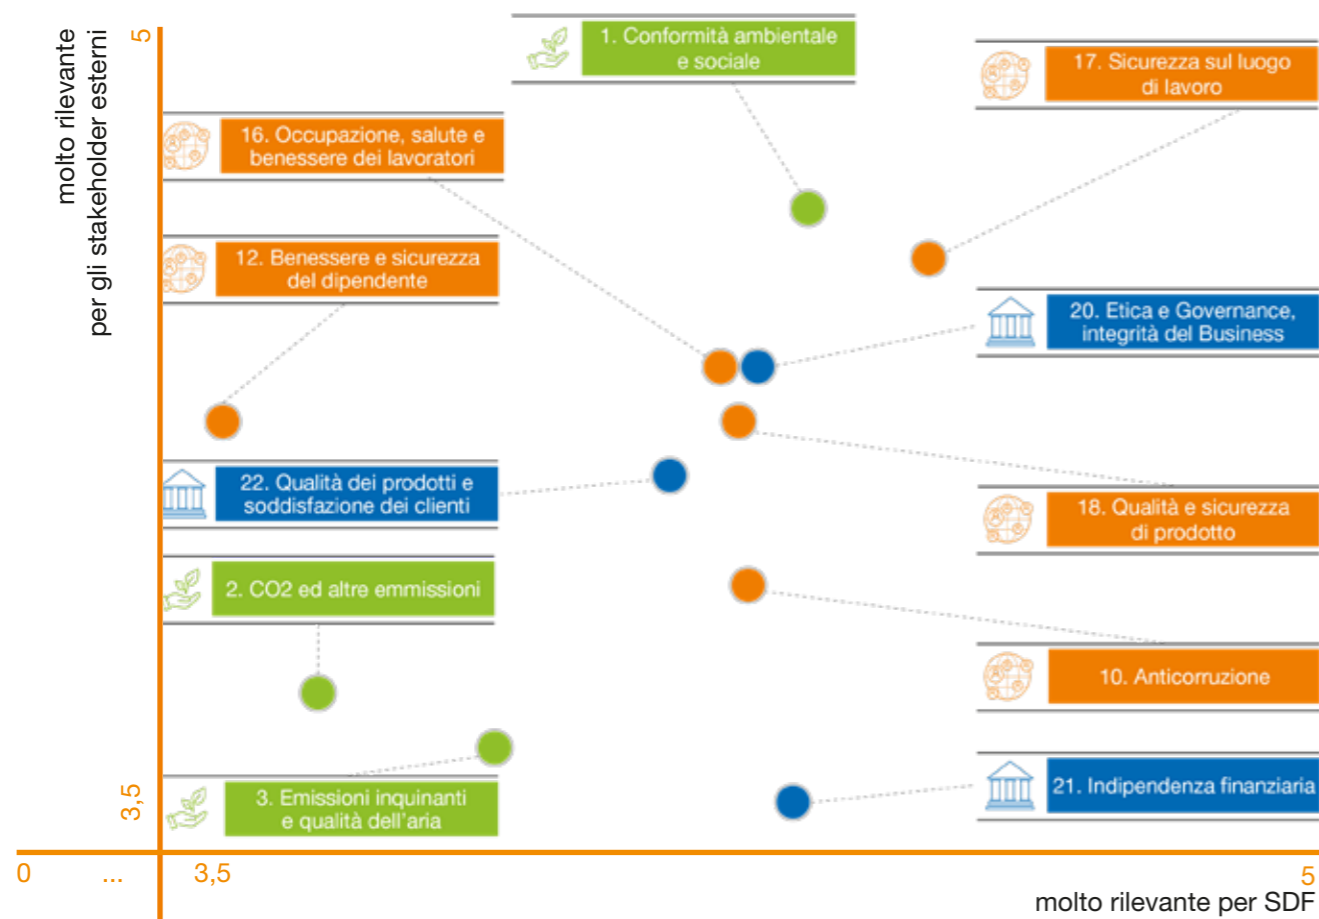 molto rilevante
per gli stakeholder esterni
5
1. Conformità ambientale
e sociale
17. Sicurezza sul luogo
di lavoro
16. Occupazione, salute e
benessere dei lavoratori
12. Benessere e sicurezza
del dipendente
20. Etica e Governance,
integrità del Business
22. Qualità dei prodotti e
soddisfazione dei clienti
18. Qualità e sicurezza
di prodotto
2. CO2 ed altre emmissioni
10. Anticorruzione
3. Emissioni inquinanti
e qualità dell'aria
21. Indipendenza finanziaria
3,5
0
...
3,5
5
molto rilevante per SDF